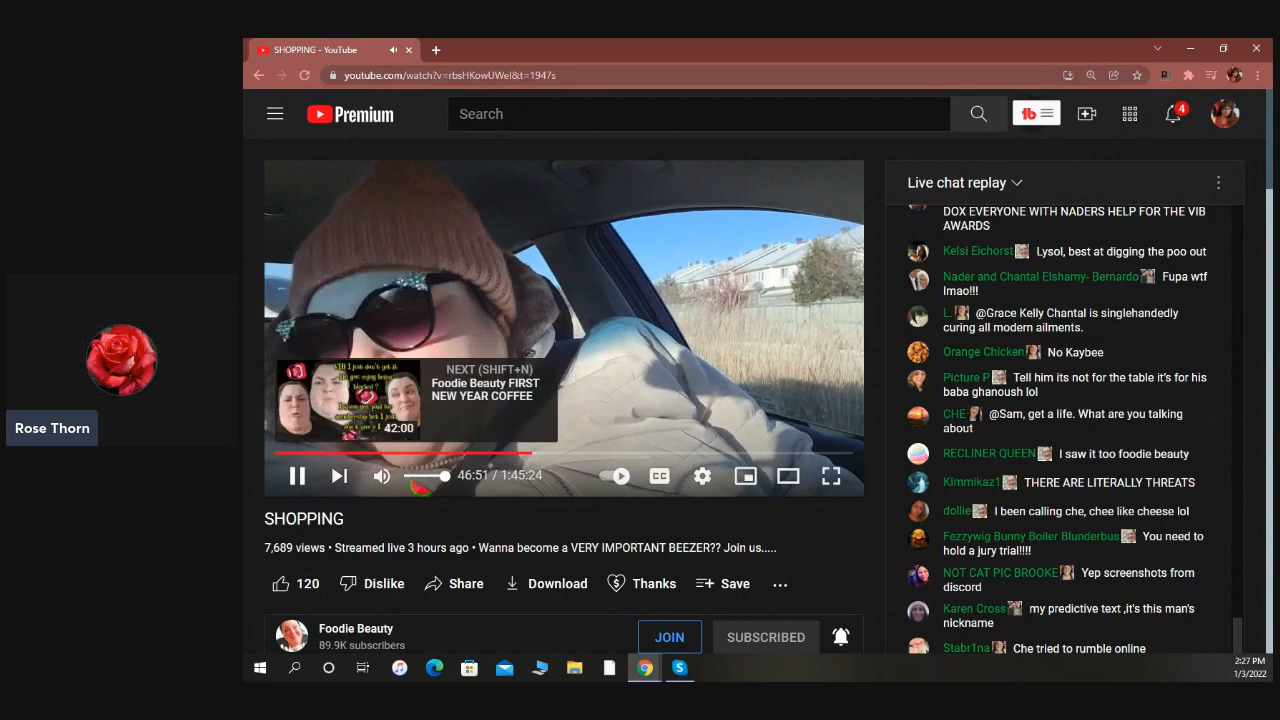 SHOPPING - YouTube
youtube.com/watch?v=rbsHKowUWeI&t=1947s
Premium
Search
tb
4
Live chat replay
DOX EVERYONE WITH NADERS HELP FOR THE VIB
AWARDS
Kelsi Eichorst Lysol, best at digging the poo out
Nader and Chantal Elshamy- Bernardo Fupa wtf
lmao!!!
L. @Grace Kelly Chantal is singlehandedly
curing all modern ailments.
Orange Chicken No Kaybee
Picture P Tell him its not for the table it's for his
baba ghanoush lol
CHE @Sam, get a life. What are you talking
about
RECLINER QUEEN I saw it too foodie beauty
Kimmikaz1 THERE ARE LITERALLY THREATS
dollie I been calling che, chee like cheese lol
Fezzywig Bunny Boiler Blunderbus You need to
hold a jury trial!!!!
NOT CAT PIC BROOKE Yep screenshots from
discord
Karen Cross my predictive text ,it's this man's
nickname
Stabr1na Che tried to rumble online
VIB I just don't get it
42:00
NEXT (SHIFT+N)
Foodie Beauty FIRST
NEW YEAR COFFEE
CC
46:51 / 1:45:24
Rose Thorn
SHOPPING
7,689 views • Streamed live 3 hours ago • Wanna become a VERY IMPORTANT BEEZER?? Join us.....
120 Dislike Share Download Thanks Save ...
Foodie Beauty
89.9K subscribers
JOIN
SUBSCRIBED
2:27 PM
1/3/2022